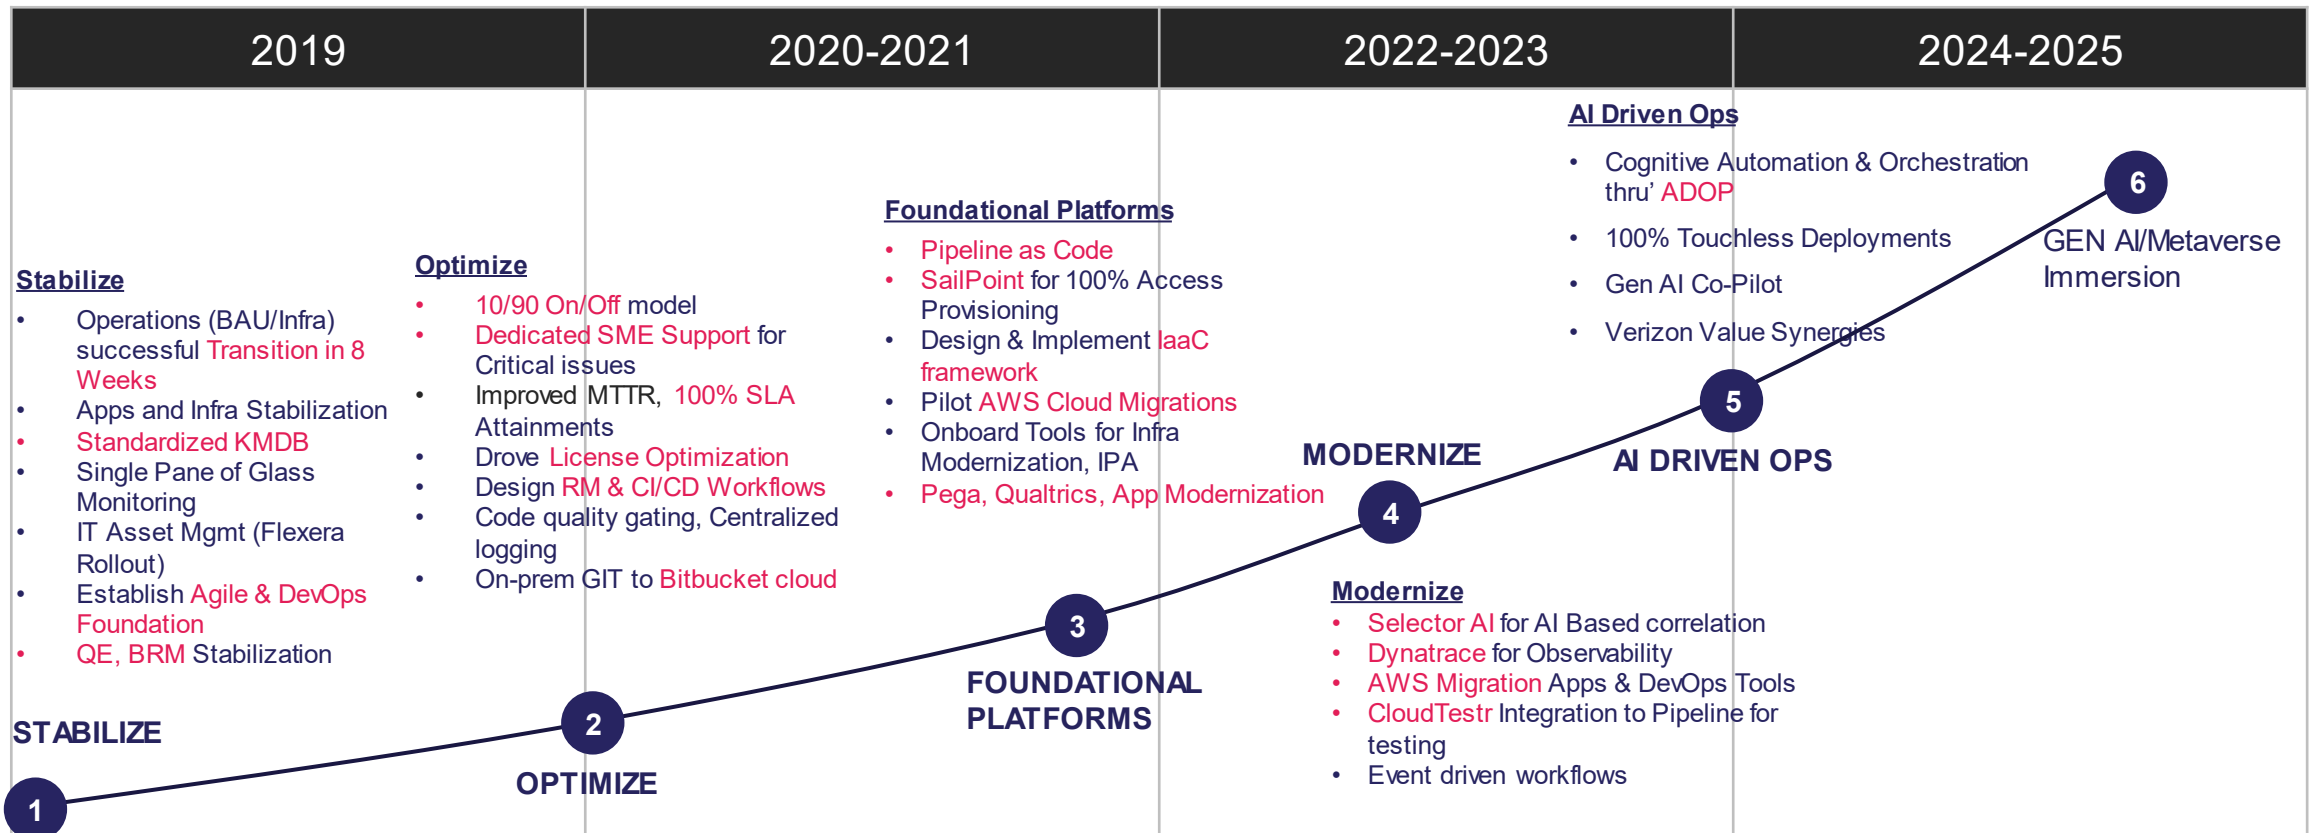 2019
2020-2021
2022-2023
2024-2025
Stabilize
• Operations (BAU/Infra)
successful Transition in 8
Weeks
• Apps and Infra Stabilization
• Standardized KMDB
• Single Pane of Glass
Monitoring
• IT Asset Mgmt (Flexera
Rollout)
• Establish Agile & DevOps
Foundation
• QE, BRM Stabilization
STABILIZE
1
Optimize
• 10/90 On/Off model
• Dedicated SME Support for
Critical issues
• Improved MTTR, 100% SLA
Attainments
• Drove License Optimization
• Design RM & CI/CD Workflows
• Code quality gating, Centralized
logging
• On-prem GIT to Bitbucket cloud
2
OPTIMIZE
Foundational Platforms
• Pipeline as Code
• SailPoint for 100% Access
Provisioning
• Design & Implement IaaC
framework
• Pilot AWS Cloud Migrations
• Onboard Tools for Infra
Modernization, IPA
• Pega, Qualtrics, App Modernization
3
FOUNDATIONAL
PLATFORMS
MODERNIZE
4
Modernize
• Selector AI for AI Based correlation
• Dynatrace for Observability
• AWS Migration Apps & DevOps Tools
• CloudTestr Integration to Pipeline for
testing
• Event driven workflows
AI Driven Ops
• Cognitive Automation & Orchestration
thru’ ADOP
• 100% Touchless Deployments
• Gen AI Co-Pilot
• Verizon Value Synergies
5
AI DRIVEN OPS
6
GEN AI/Metaverse
Immersion